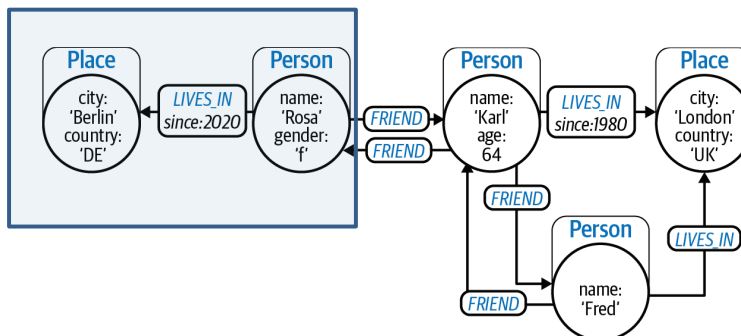 Place
city:
'Berlin'
country:
'DE'
LIVES_IN
since:2020
Person
name:
'Rosa'
gender:
'f'
FRIEND
FRIEND
Person
name:
'Karl'
age:
64
LIVES_IN
since:1980
Place
city:
'London'
country:
'UK'
FRIEND
Person
name:
'Fred'
FRIEND
LIVES_IN